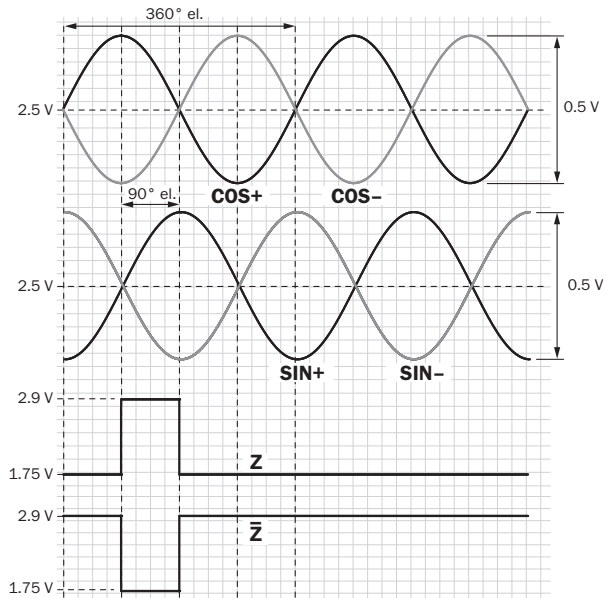 360° el.
2.5 V
0.5 V
90° el.
COS+
COS–
2.5 V
0.5 V
SIN+
SIN–
2.9 V
Z
1.75 V
2.9 V
Z̅
1.75 V